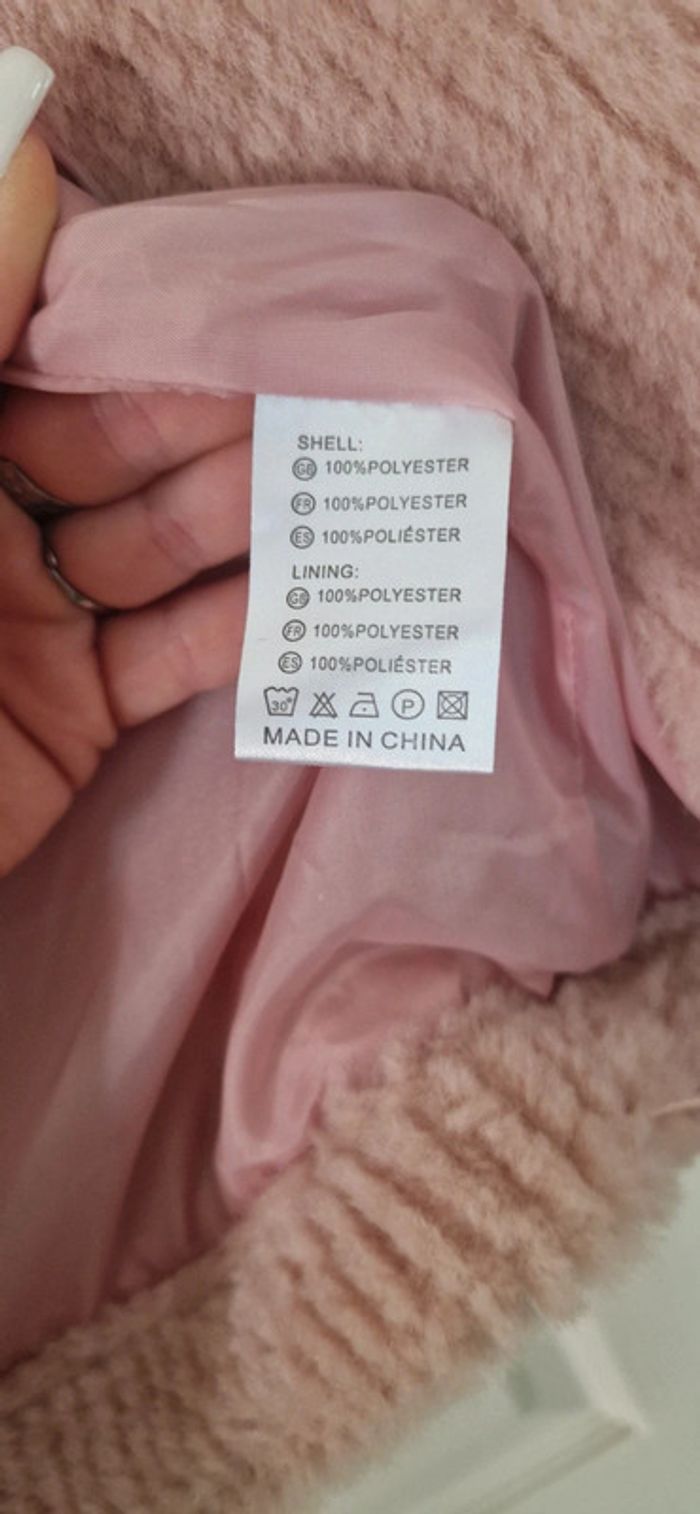 SHELL:
GB 100%POLYESTER
FR 100%POLYESTER
ES 100%POLIÉSTER
LINING:
GB 100%POLYESTER
FR 100%POLYESTER
ES 100%POLIÉSTER
30° P
MADE IN CHINA